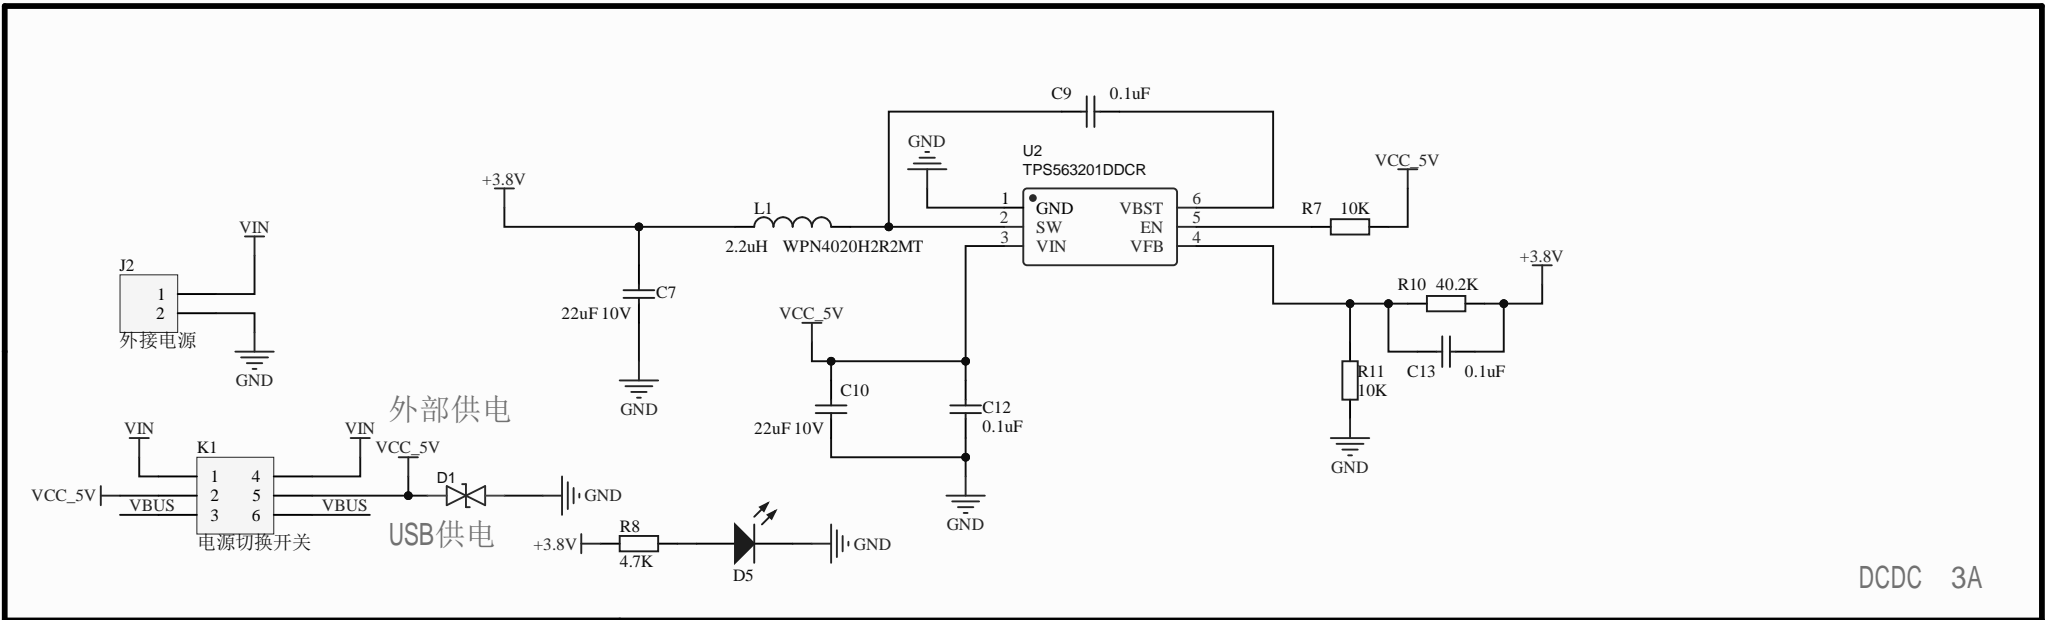 C9 0.1uF
GND
U2
TPS563201DDCR
VCC_5V
+3.8V
1 GND VBST 6
2 SW EN 5
3 VIN VFB 4
R7 10K
L1
2.2uH WPN4020H2R2MT
VIN
J2
1
2
外接电源
GND
C7
22uF 10V
GND
VCC_5V
C10
22uF 10V
C12
0.1uF
GND
+3.8V
R10 40.2K
C13 0.1uF
R11
10K
GND
外部供电
VIN
VIN
K1
VCC_5V
1 4
VCC_5V 2 5
VBUS 3 6 VBUS
电源切换开关
D1
GND
USB供电
+3.8V
R8
4.7K
D5
GND
DCDC 3A